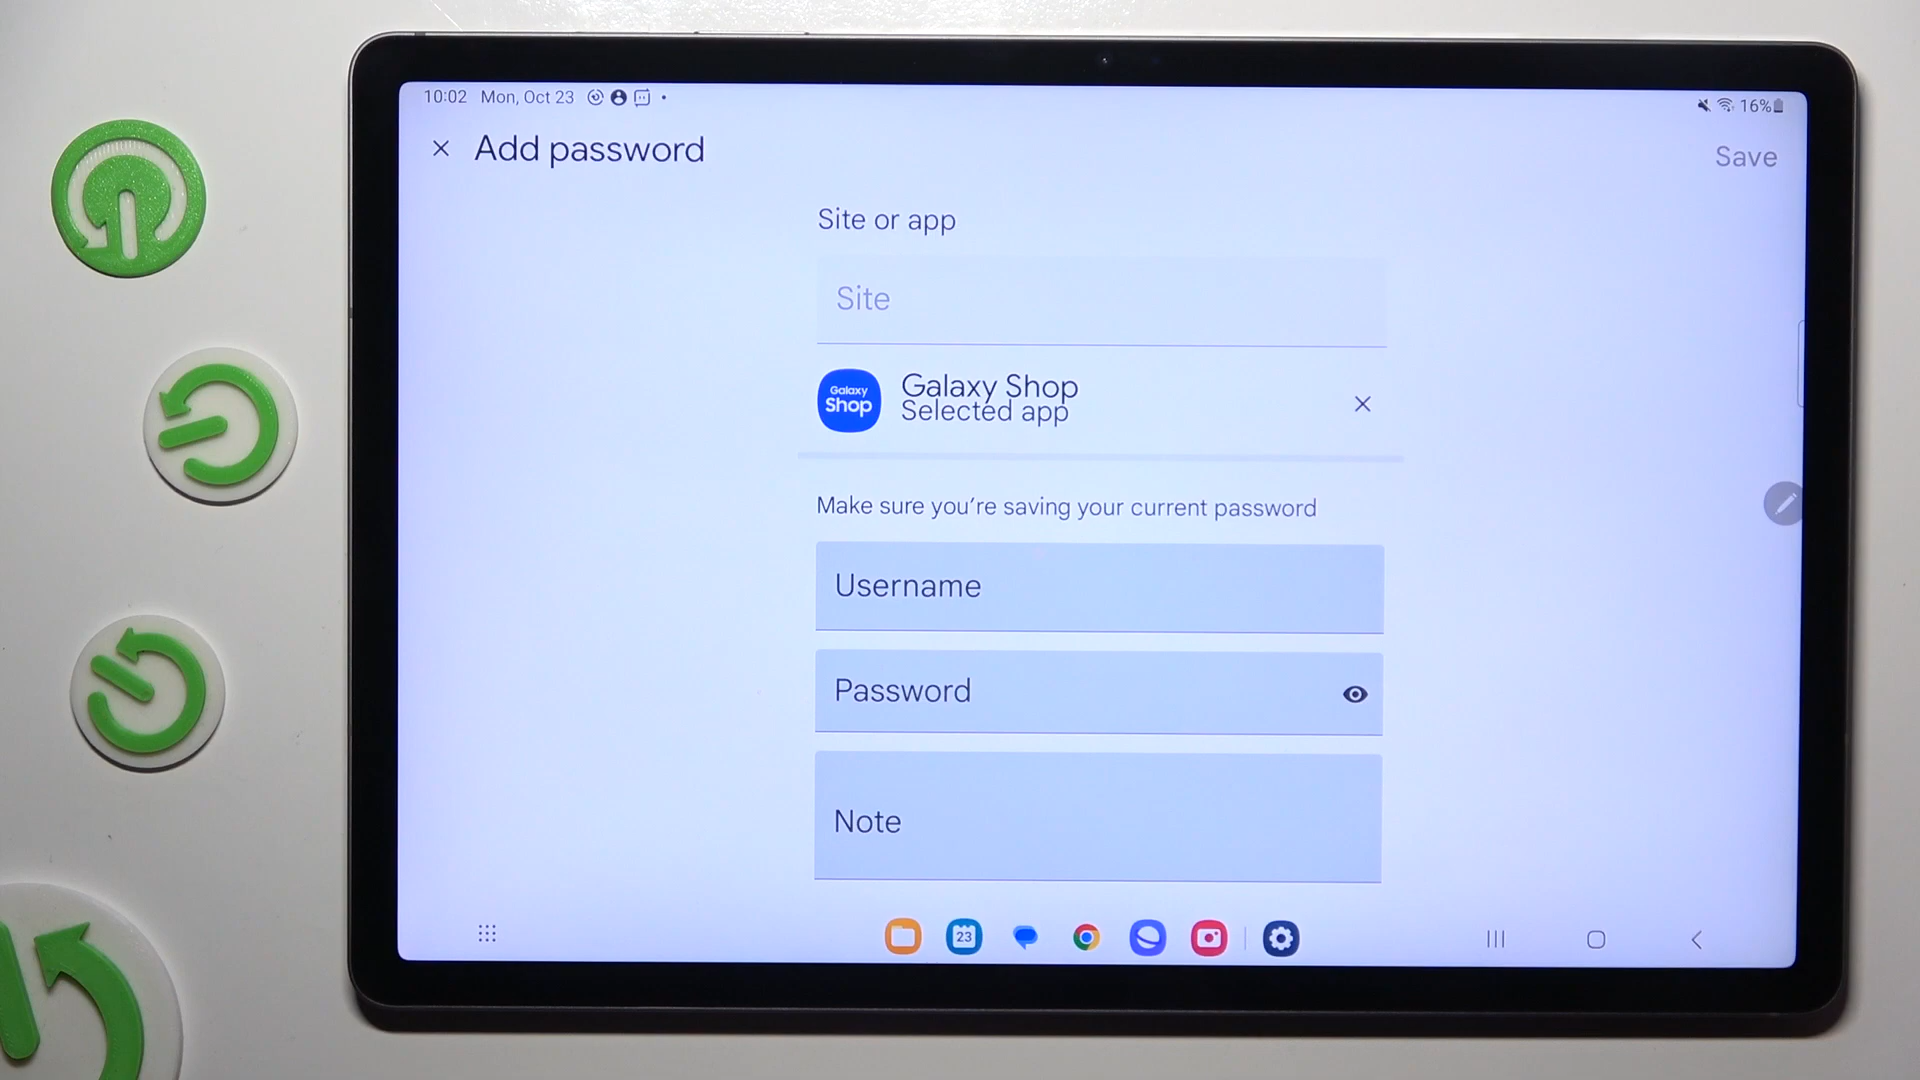 10:02 Mon, Oct 23
16%
Add password
Save
Site or app
Site
Galaxy Shop
Galaxy Shop
Selected app
Make sure you're saving your current password
Username
Password
Note
23